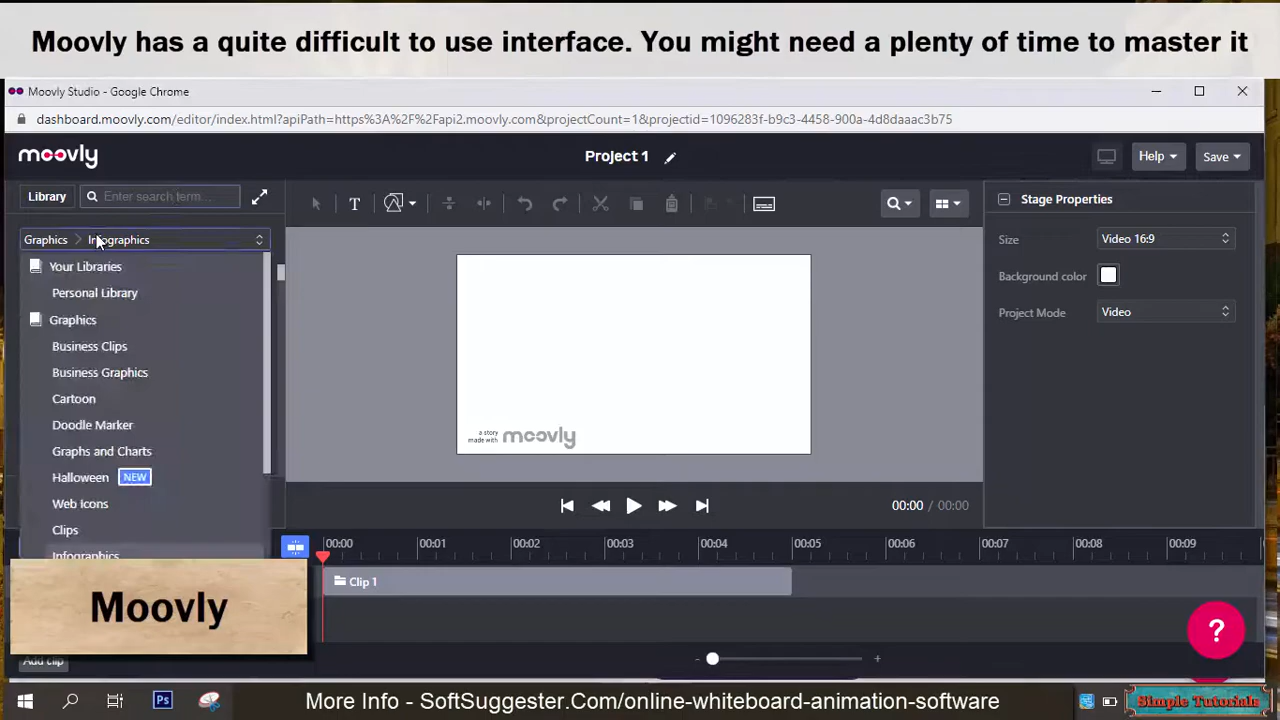 Moovly has a quite difficult to use interface. You might need a plenty of time to master it
Moovly Studio - Google Chrome
dashboard.moovly.com/editor/index.html?apiPath=https%3A%2F%2Fapi2.moovly.com&projectCount=1&projectid=1096283f-b9c3-4458-900a-4d8daaac3b75
moovly
Project 1
Help
Save
Library
Enter search term...
T
Stage Properties
Graphics
Infographics
Size
Video 16:9
Your Libraries
Background color
Personal Library
Project Mode
Video
Graphics
Business Clips
Business Graphics
Cartoon
Doodle Marker
a story
made with
moovly
Graphs and Charts
Halloween NEW
Web Icons
00:00 / 00:00
Clips
00:00 00:01 00:02 00:03 00:04 00:05 00:06 00:07 00:08 00:09
Infographics
Clip 1
Moovly
?
Add clip
- +
Ps
More Info - SoftSuggester.Com/online-whiteboard-animation-software
Simple Tutorials